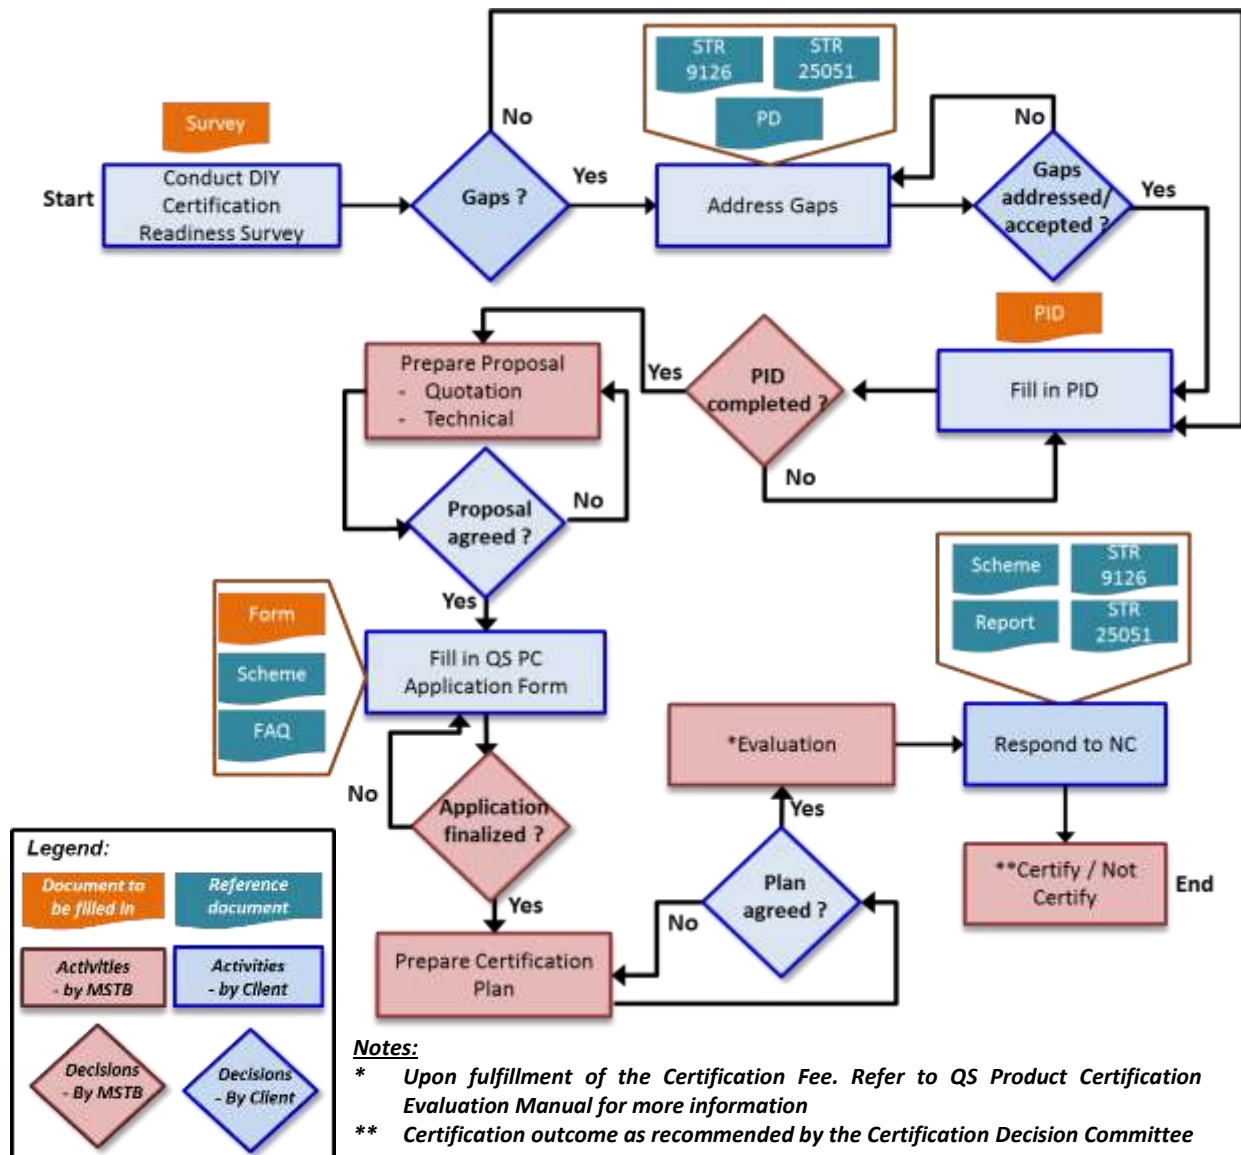 STR
9126
STR
25051
PD
Survey
No
No
Start
Conduct DIY
Certification
Readiness Survey
Gaps ?
Yes
Address Gaps
Gaps
addressed/
accepted ?
Yes
PID
Prepare Proposal
- Quotation
- Technical
Yes
PID
completed ?
Fill in PID
No
Proposal
agreed ?
No
Yes
Form
Scheme
FAQ
Fill in QS PC
Application Form
Scheme
STR
9126
Report
STR
25051
*Evaluation
Respond to NC
No
Application
finalized ?
Yes
Yes
Plan
agreed ?
No
**Certify / Not
Certify
End
Prepare Certification
Plan
Legend:
Document to
be filled in
Reference
document
Activities
- by MSTB
Activities
- by Client
Decisions
- By MSTB
Decisions
- By Client
Notes:
* Upon fulfillment of the Certification Fee. Refer to QS Product Certification
Evaluation Manual for more information
** Certification outcome as recommended by the Certification Decision Committee